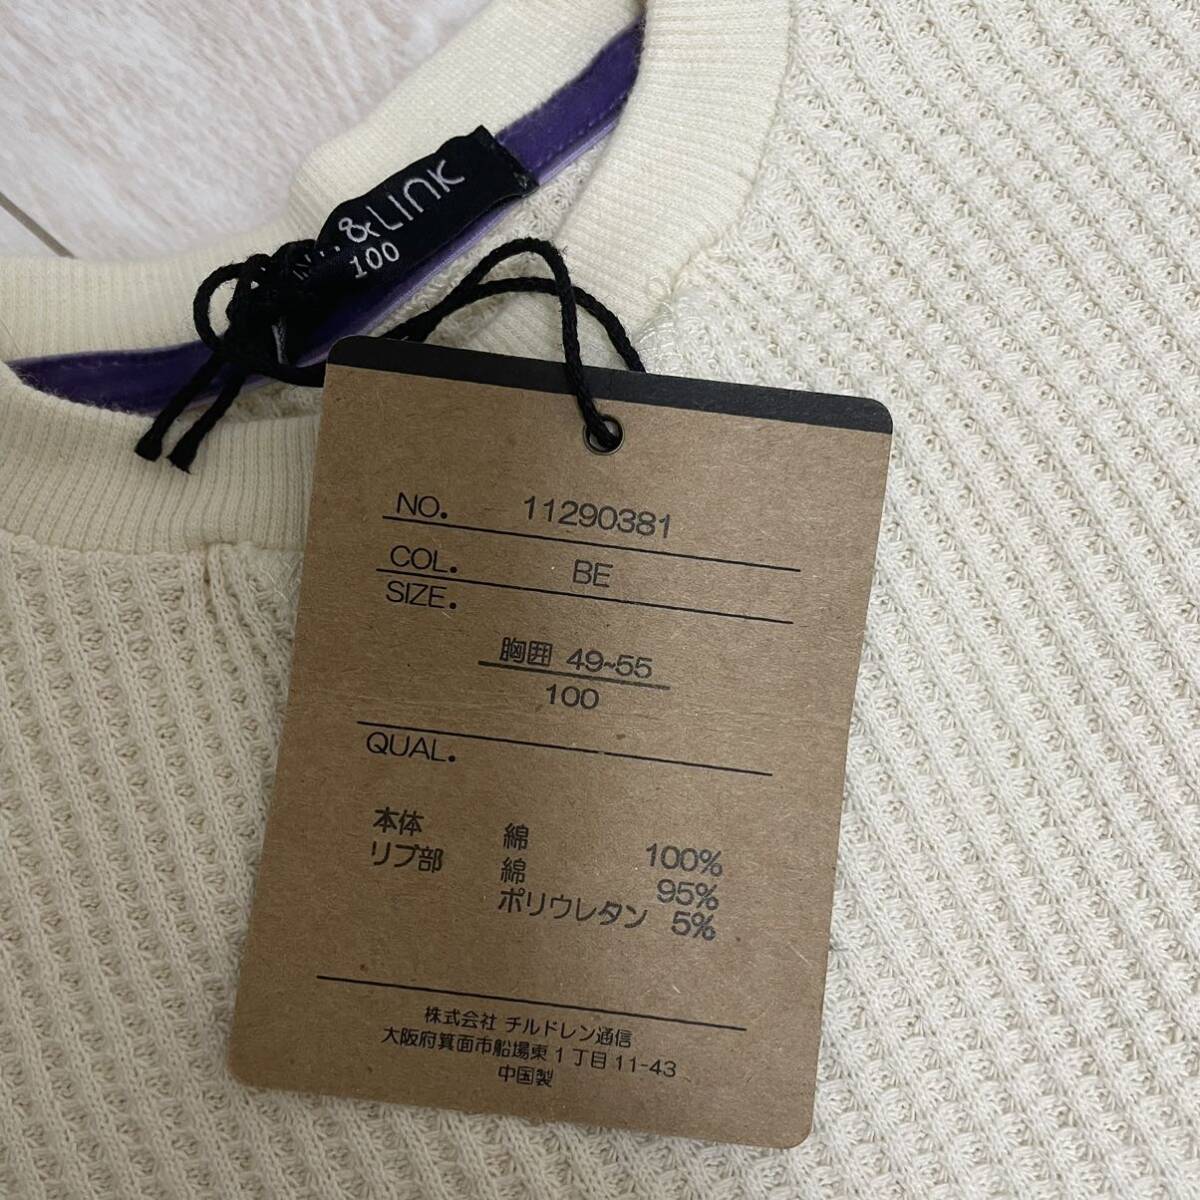 &LINK
100
NO. 11290381
COL. BE
SIZE.
胸囲 49~55
100
QUAL.
本体 綿 100%
リブ部 綿 95%
ポリウレタン 5%
株式会社 チルドレン通信
大阪府箕面市船場東1丁目11-43
中国製